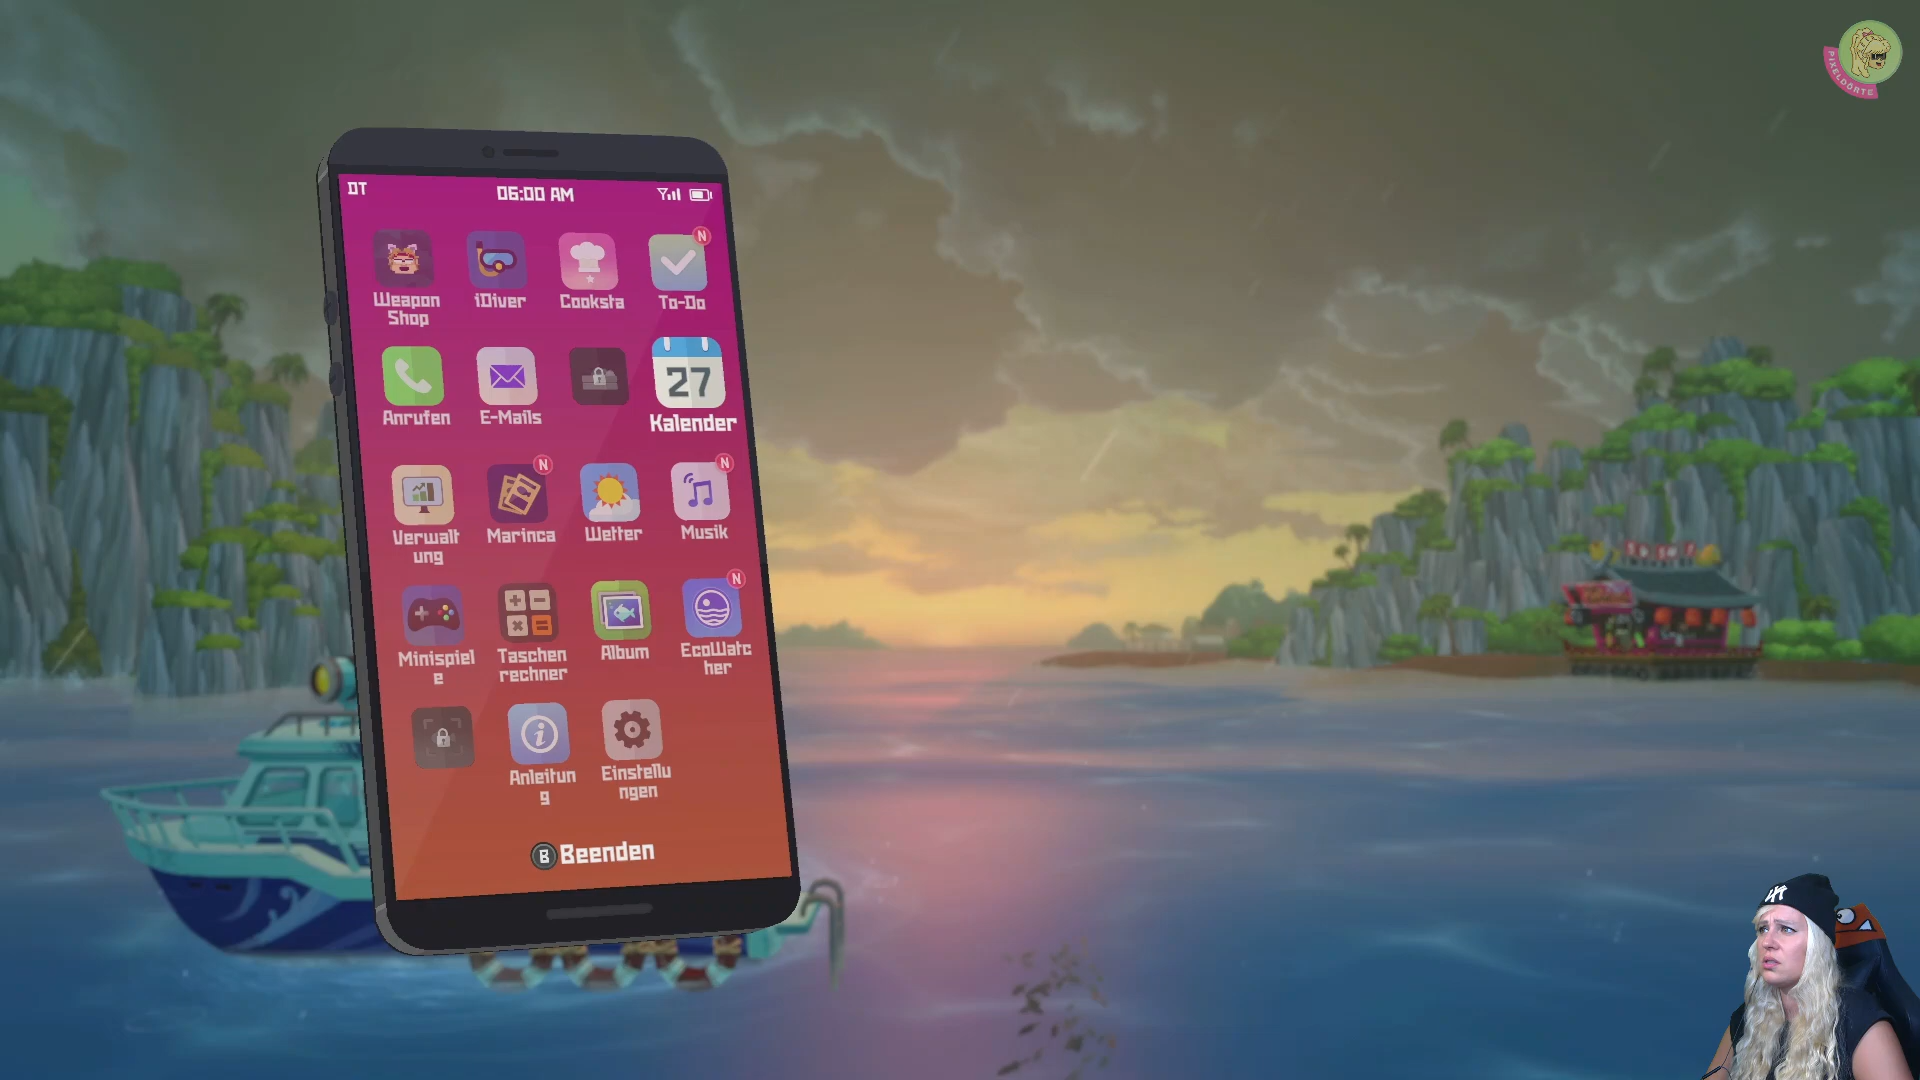 PIXELDÖRTE
DT
06:00 AM
N
Weapon
Shop
iDiver
Cooksta
To-Do
27
Anrufen
E-Mails
Kalender
N
N
Verwalt
ung
Marinca
Wetter
Musik
N
Minispiel
e
Taschen
rechner
Album
EcoWatc
her
Anleitun
g
Einstellu
ngen
B Beenden